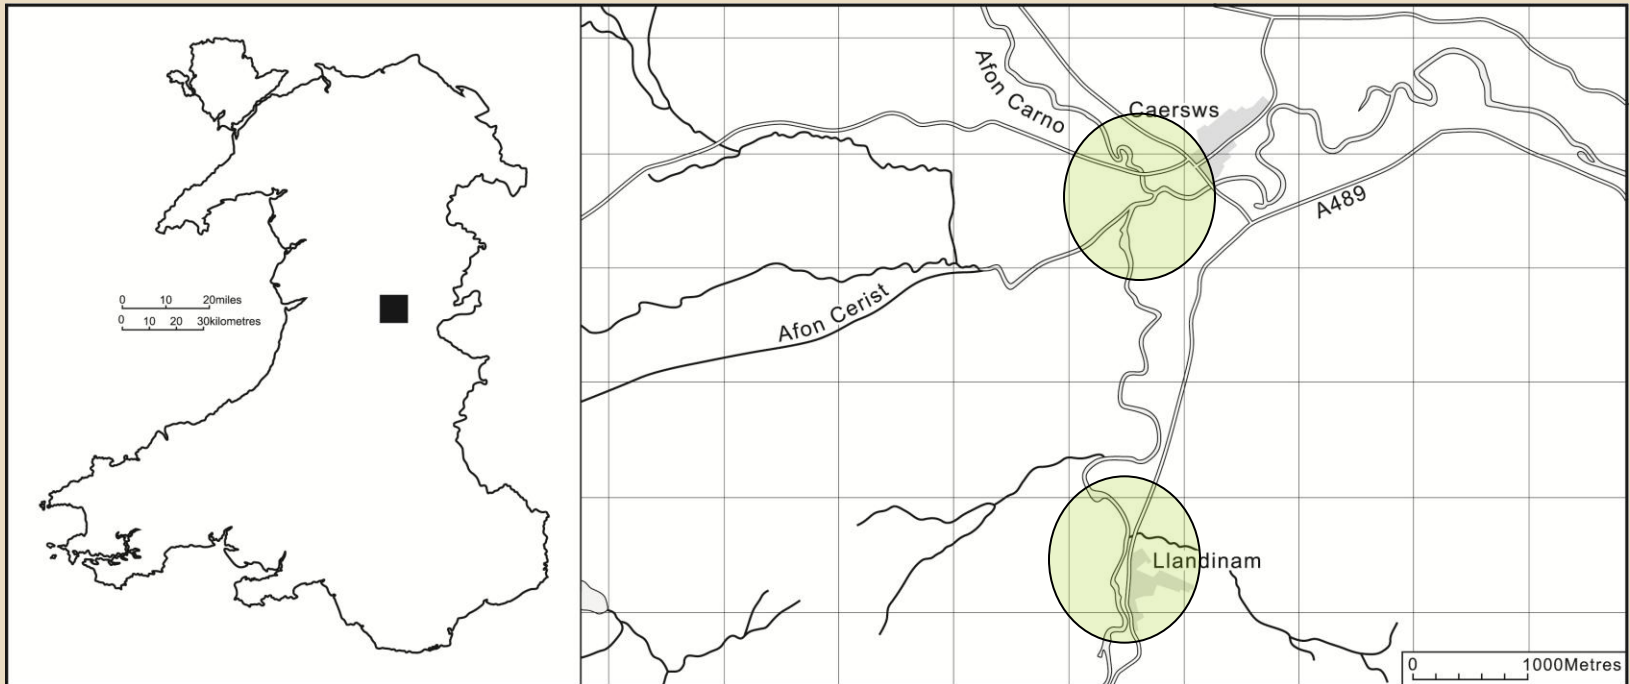 0 10 20miles
0 10 20 30kilometres
Afon Carno
Caersws
A489
Afon Cerist
Llandinam
0 1000Metres